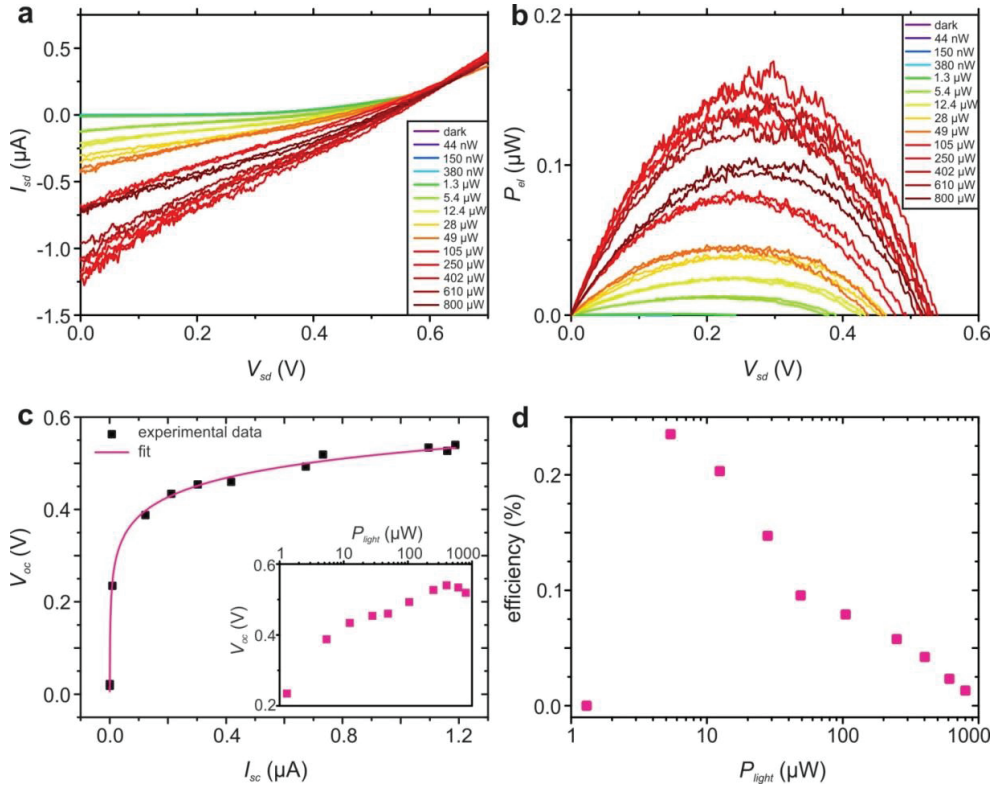 a
0.5
0.0
-0.5
-1.0
-1.5
I_sd (µA)
0.0 0.2 0.4 0.6
V_sd (V)
dark
44 nW
150 nW
380 nW
1.3 µW
5.4 µW
12.4 µW
28 µW
49 µW
105 µW
250 µW
402 µW
610 µW
800 µW
b
0.2
0.1
0.0
P_el (µW)
0.0 0.2 0.4 0.6
V_sd (V)
dark
44 nW
150 nW
380 nW
1.3 µW
5.4 µW
12.4 µW
28 µW
49 µW
105 µW
250 µW
402 µW
610 µW
800 µW
c
0.6
0.4
0.2
0.0
V_oc (V)
experimental data
fit
P_light (µW)
1 10 100 1000
0.6
0.4
0.2
V_oc (V)
0.0 0.4 0.8 1.2
I_sc (µA)
d
0.2
0.1
0.0
efficiency (%)
1 10 100 1000
P_light (µW)